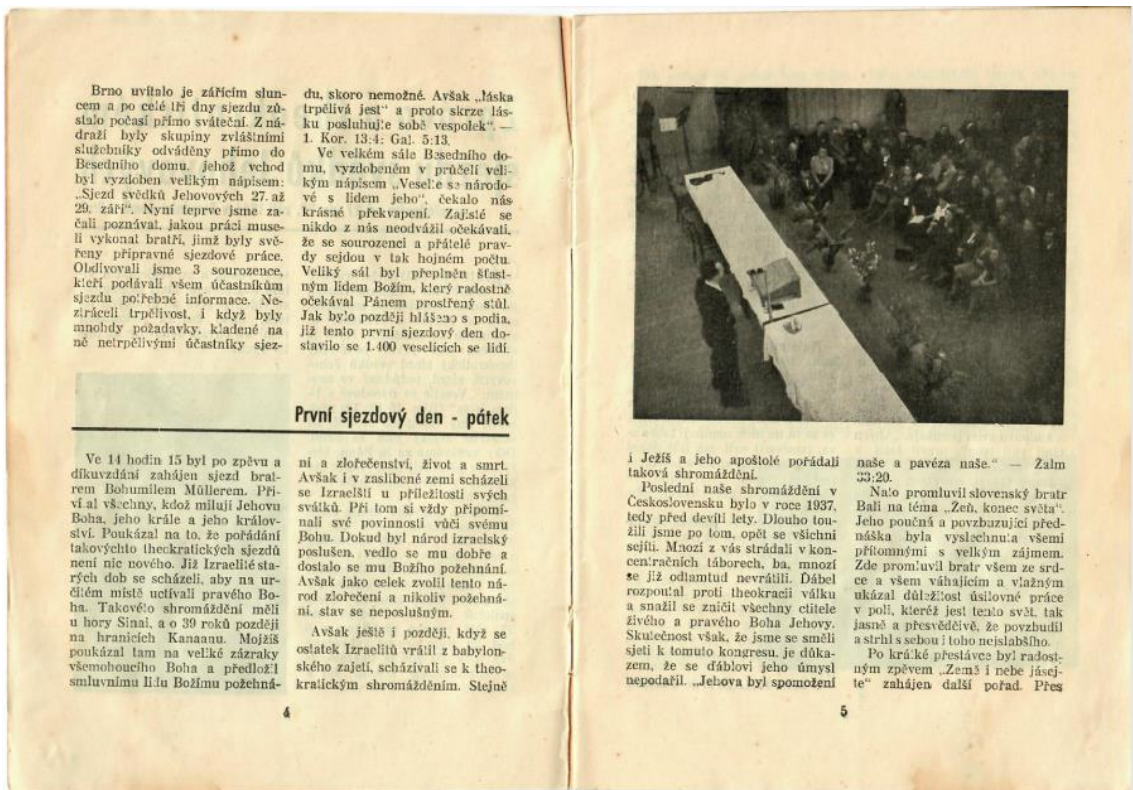 Brno uvítalo je zářícím slun-
cem a po celé tři dny sjezdu zů-
stalo počasí přímo sváteční. Z ná-
draží byly skupiny zvláštními
služebníky odváděny přímo do
Besedního domu, jehož vchod
byl vyzdoben velikým nápisem:
„Sjezd svědků Jehovových 27. až
29. září“. Nyní teprve jsme za-
čali poznávat, jakou práci muse-
li vykonat bratří, jimž byly svě-
řeny přípravné sjezdové práce.
Obdivovali jsme 3 sourozence,
kteří podávali všem účastníkům
sjezdu potřebné informace. Ne-
ztráceli trpělivost, i když byly
mnohdy požadavky, kladené na
ně netrpělivými účastníky sjez-
du, skoro nemožné. Avšak „láska
trpělivá jest“ a proto skrze lás-
ku posluhujte sobě vespolek“. —
1. Kor. 13:4; Gal. 5:13.
Ve velkém sále Besedního do-
mu, vyzdobeném v průčelí veli-
kým nápisem „Veselte se národo-
vé s lidem jeho“, čekalo nás
krásné překvapení. Zajisté se
nikdo z nás neodvážil očekávati,
že se sourozenci a přátelé prav-
dy sejdou v tak hojném počtu.
Veliký sál byl přeplněn šťast-
ným lidem Božím, který radostně
očekával Pánem prostřený stůl.
Jak bylo později hlášeno s podia,
již tento první sjezdový den do-
stavilo se 1.400 veselících se lidí.
První sjezdový den - pátek
Ve 14 hodin 15 byl po zpěvu a
díkuvzdání zahájen sjezd brat-
rem Bohumilem Müllerem. Při-
vítal všechny, kdož milují Jehovu
Boha, jeho krále a jeho králov-
ství. Poukázal na to, že pořádání
takovýchto theokratických sjezdů
není nic nového. Již Izraelité sta-
rých dob se scházeli, aby na ur-
čitém místě uctívali pravého Bo-
ha. Takovéto shromáždění měli
u hory Sinai, a o 39 roků později
na hranicích Kanaanu. Mojžíš
poukázal tam na veliké zázraky
všemohoucího Boha a předložil
smluvnímu lidu Božímu požehná-
ní a zlořečenství, život a smrt.
Avšak i v zaslíbené zemi scházeli
se Izraelští u příležitosti svých
svátků. Při tom si vždy připomí-
nali své povinnosti vůči svému
Bohu. Dokud byl národ izraelský
poslušen, vedlo se mu dobře a
dostalo se mu Božího požehnání.
Avšak jako celek zvolil tento ná-
rod zlořečení a nikoliv požehná-
ní, stav se neposlušným.
Avšak ještě i později, když se
ostatek Izraelitů vrátil z babylon-
ského zajetí, scházívali se k theo-
kratickým shromážděním. Stejně
4
i Ježíš a jeho apoštolé pořádali
taková shromáždění.
Poslední naše shromáždění v
Československu bylo v roce 1937,
tedy před devíti lety. Dlouho tou-
žili jsme po tom, opět se všichni
sejíti. Mnozí z vás strádali v kon-
centračních táborech, ba, mnozí
se již odtamtud nevrátili. Ďábel
rozpoutal proti theokracii válku
a snažil se zničit všechny ctitele
živého a pravého Boha Jehovy.
Skutečnost však, že jsme se směli
sjeti k tomuto kongresu, je důka-
zem, že se ďáblovi jeho úmysl
nepodařil. „Jehova byl spomožení
naše a pavéza naše.“ — Žalm
33:20.
Nato promluvil slovenský bratr
Bali na téma „Žeň, konec světa“.
Jeho poučná a povzbuzující před-
náška byla vyslechnuta všemi
přítomnými s velkým zájmem.
Zde promluvil bratr všem ze srd-
ce a všem váhajícím a vlažným
ukázal důležitost úsilovné práce
v poli, kteréž jest tento svět, tak
jasně a přesvědčivě, že povzbudil
a strhl s sebou i toho nejslabšího.
Po krátké přestávce byl radost-
ným zpěvem „Země i nebe jásej-
te“ zahájen další pořad. Přes
5